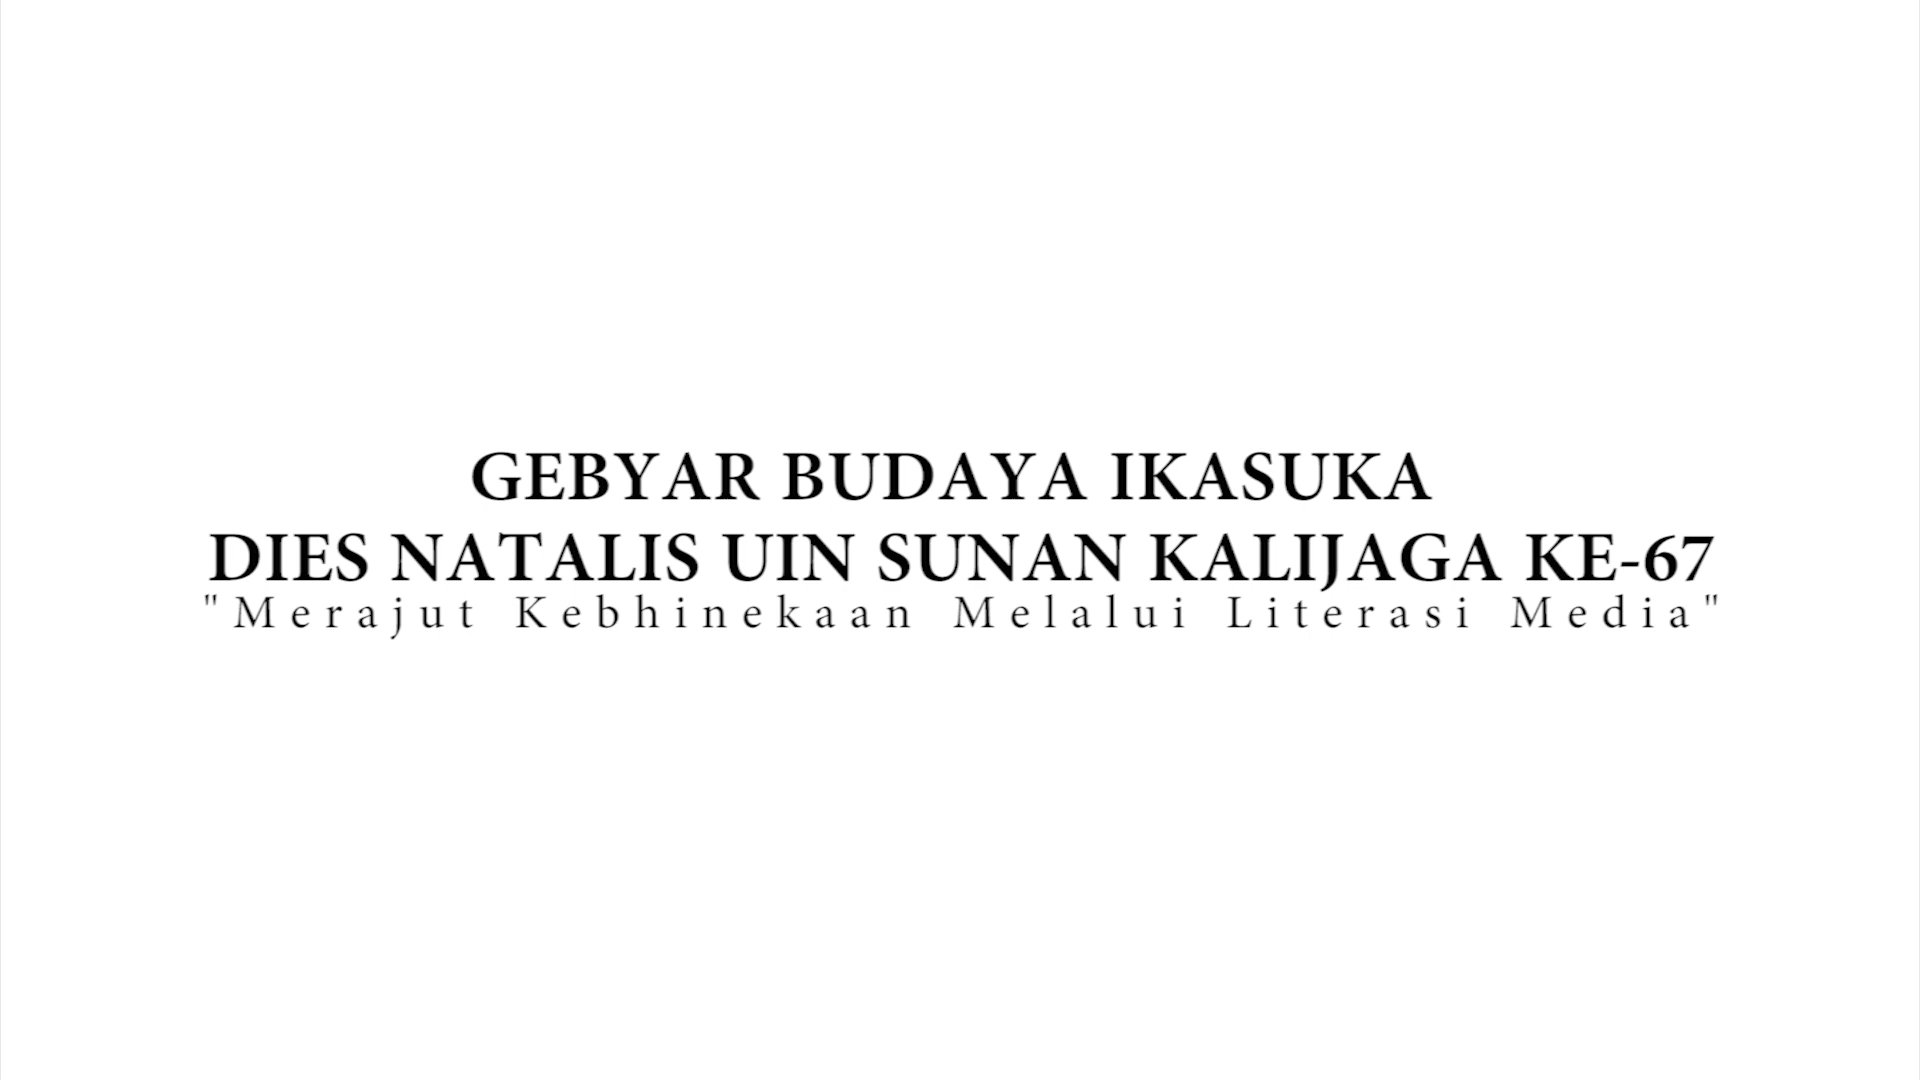 GEBYAR BUDAYA IKASUKA
DIES NATALIS UIN SUNAN KALIJAGA KE-67
"Merajut Kebhinekaan Melalui Literasi Media"